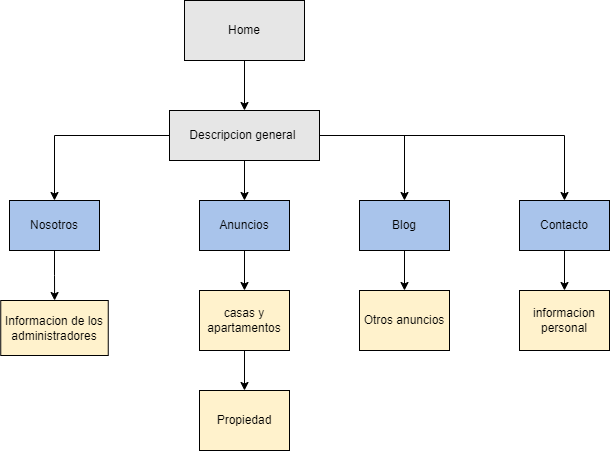 Home
Descripcion general
Nosotros
Anuncios
Blog
Contacto
Informacion de los
administradores
casas y
apartamentos
Otros anuncios
informacion
personal
Propiedad